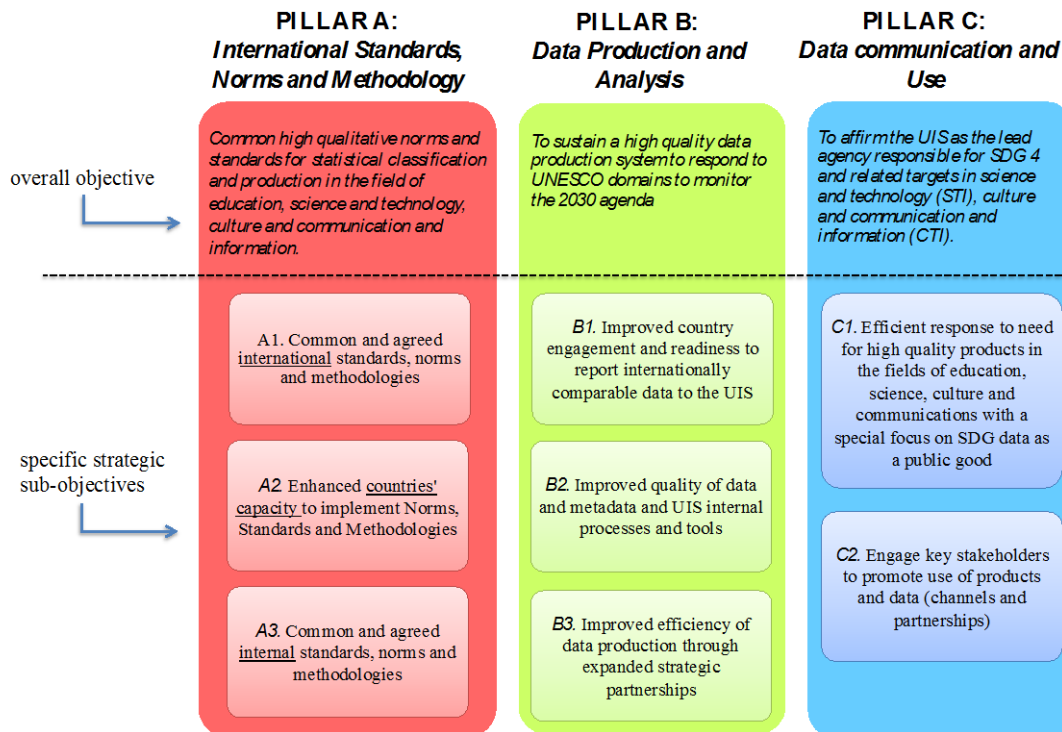 PILLAR A:
International Standards,
Norms and Methodology
PILLAR B:
Data Production and
Analysis
PILLAR C:
Data communication and
Use
overall objective
Common high qualitative norms and
standards for statistical classification
and production in the field of
education, science and technology,
culture and communication and
information.
To sustain a high quality data
production system to respond to
UNESCO domains to monitor
the 2030 agenda
To affirm the UIS as the lead
agency responsible for SDG 4
and related targets in science
and technology (STI), culture
and communication and
information (CTI).
specific strategic
sub-objectives
A1. Common and agreed
international standards, norms
and methodologies
A2. Enhanced countries'
capacity to implement Norms,
Standards and Methodologies
A3. Common and agreed
internal standards, norms and
methodologies
B1. Improved country
engagement and readiness to
report internationally
comparable data to the UIS
B2. Improved quality of data
and metadata and UIS internal
processes and tools
B3. Improved efficiency of
data production through
expanded strategic
partnerships
C1. Efficient response to need
for high quality products in
the fields of education,
science, culture and
communications with a
special focus on SDG data as
a public good
C2. Engage key stakeholders
to promote use of products
and data (channels and
partnerships)